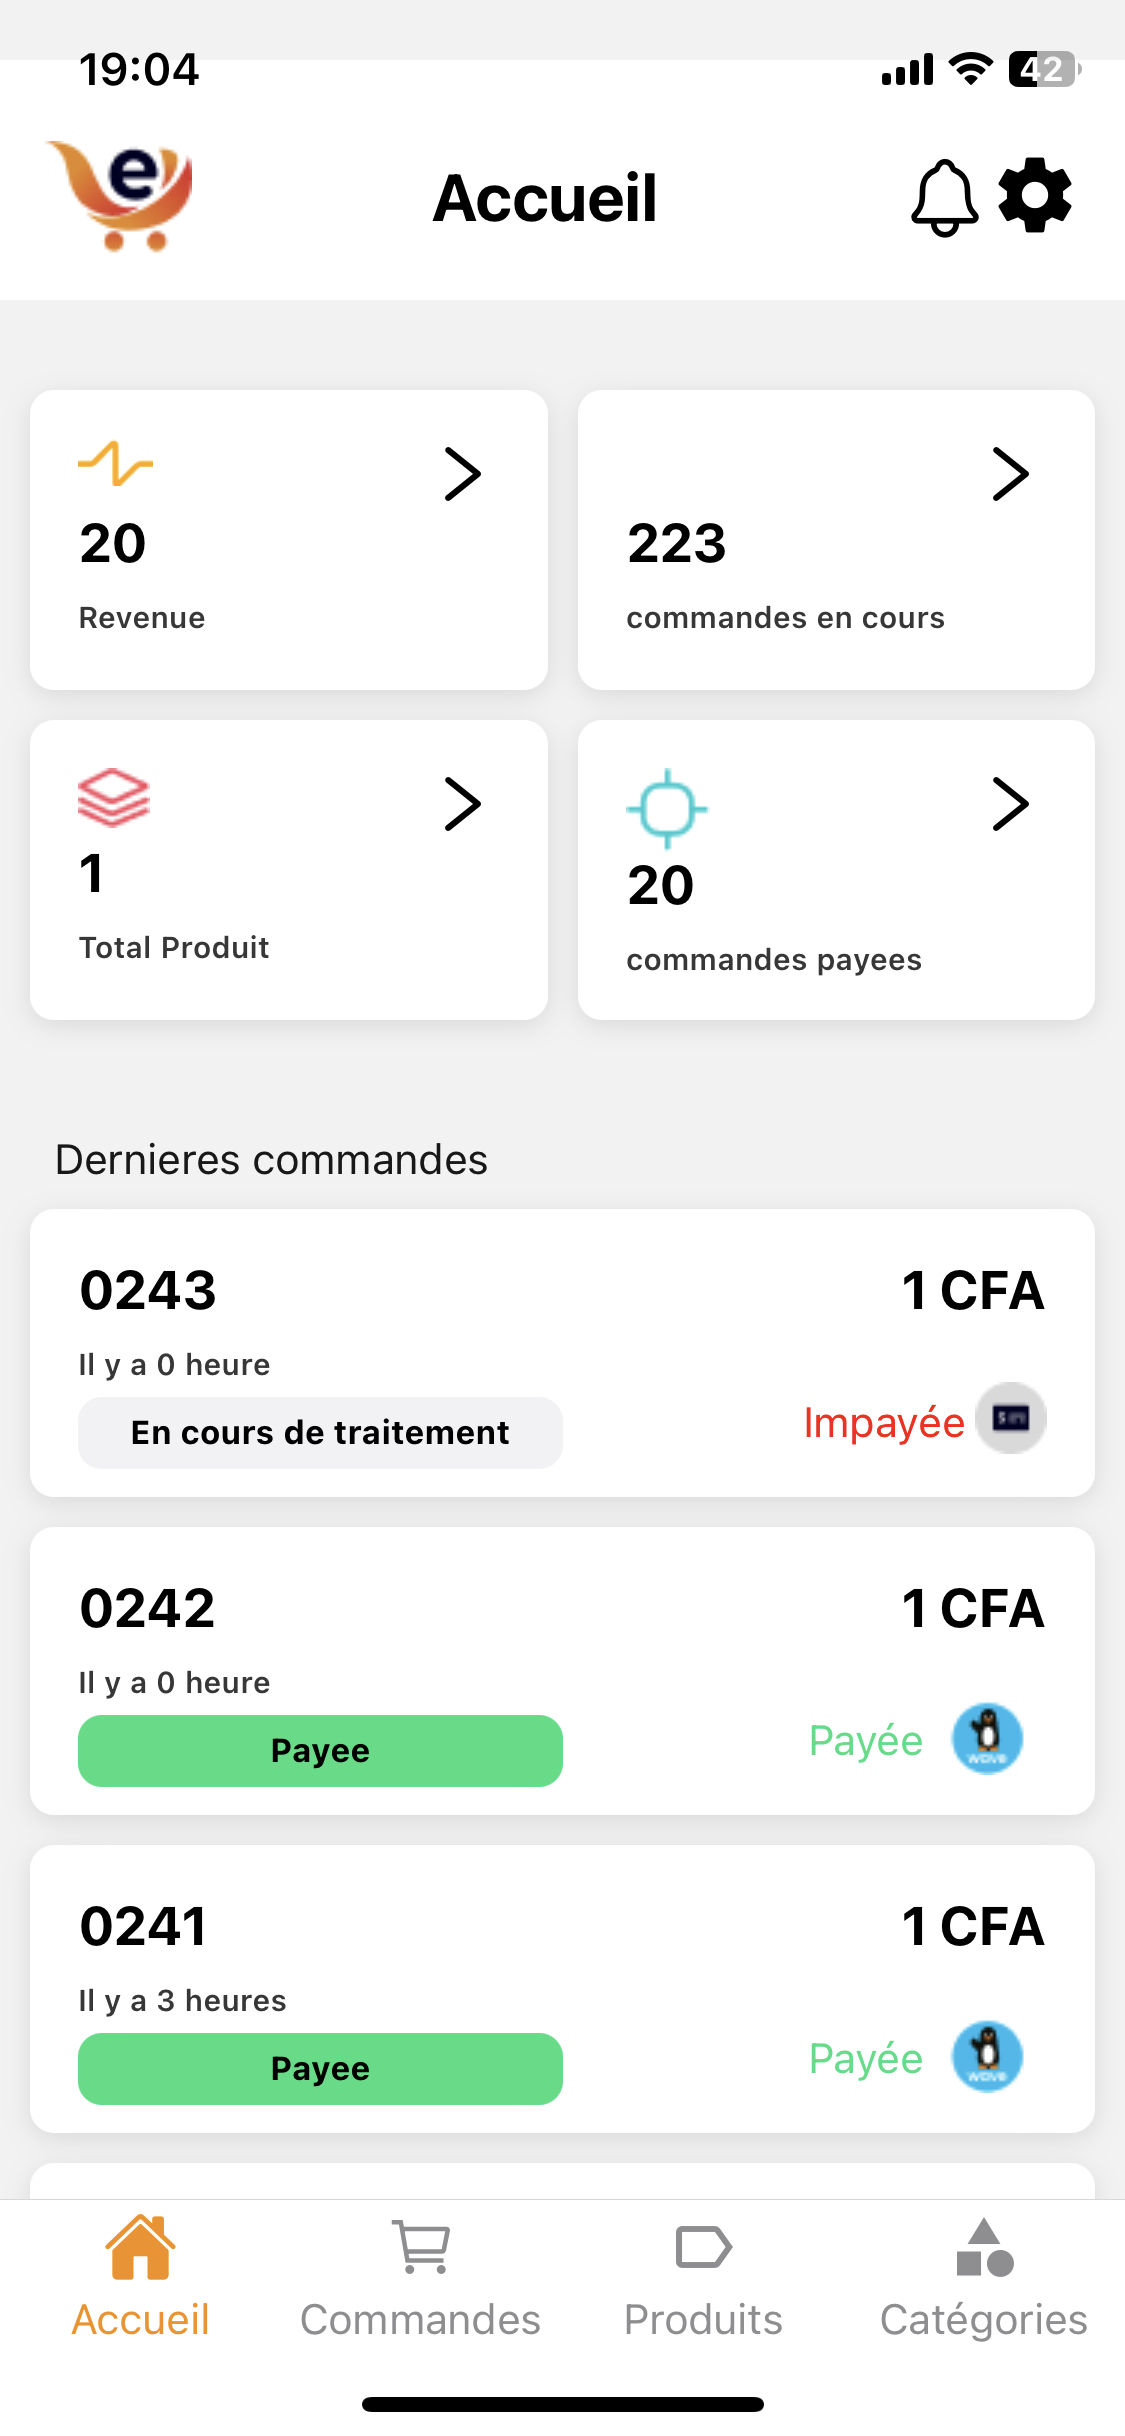 19:04
42
e
Accueil
20
Revenue
223
commandes en cours
1
Total Produit
20
commandes payees
Dernieres commandes
0243
1 CFA
Il y a 0 heure
En cours de traitement
Impayée
0242
1 CFA
Il y a 0 heure
Payee
Payée
wave
0241
1 CFA
Il y a 3 heures
Payee
Payée
wave
Accueil
Commandes
Produits
Catégories